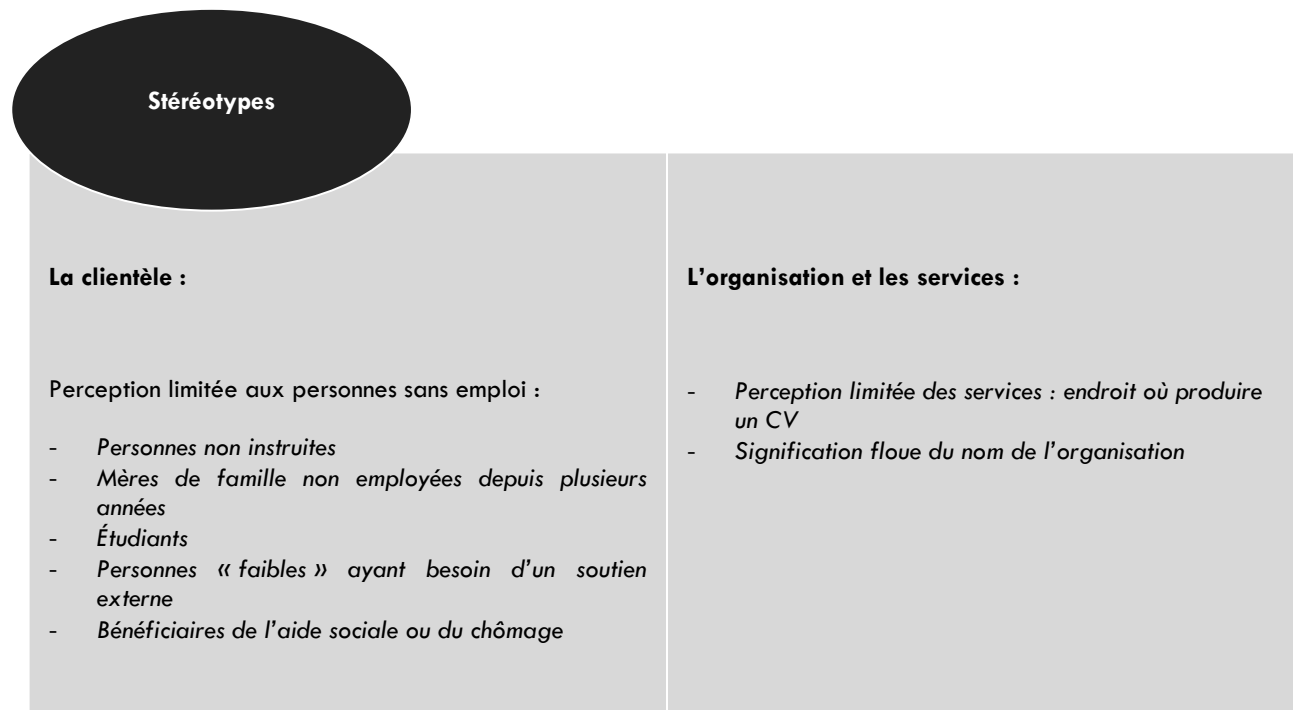 Stéréotypes
La clientèle :
Perception limitée aux personnes sans emploi :
- Personnes non instruites
- Mères de famille non employées depuis plusieurs
années
- Étudiants
- Personnes « faibles » ayant besoin d’un soutien
externe
- Bénéficiaires de l’aide sociale ou du chômage
L’organisation et les services :
- Perception limitée des services : endroit où produire
un CV
- Signification floue du nom de l’organisation